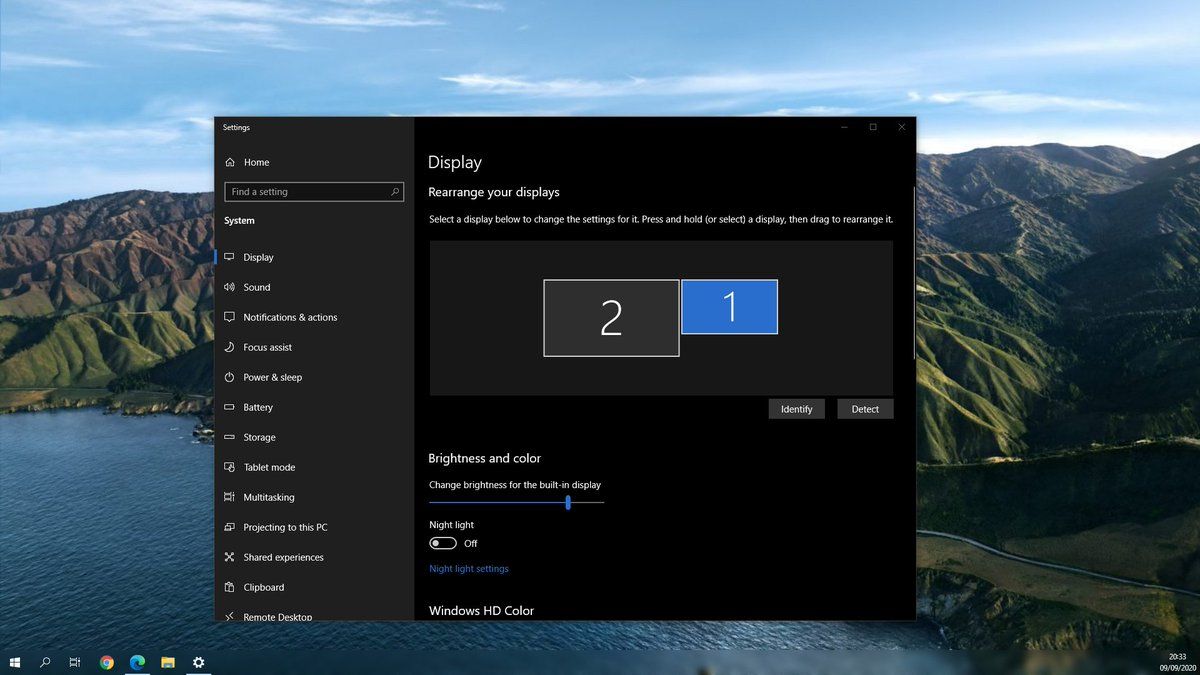 Settings
Home
Find a setting
System
Display
Sound
Notifications & actions
Focus assist
Power & sleep
Battery
Storage
Tablet mode
Multitasking
Projecting to this PC
Shared experiences
Clipboard
Remote Desktop
Display
Rearrange your displays
Select a display below to change the settings for it. Press and hold (or select) a display, then drag to rearrange it.
2
1
Identify
Detect
Brightness and color
Change brightness for the built-in display
Night light
Off
Night light settings
Windows HD Color
20:33
09/09/2020